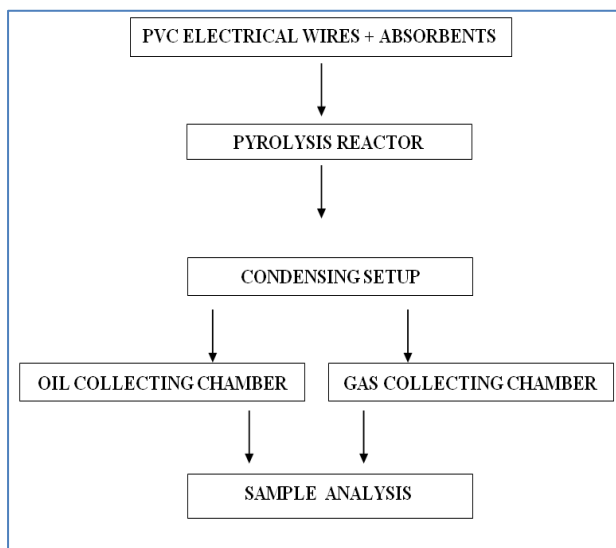 PVC ELECTRICAL WIRES + ABSORBENTS
PYROLYSIS REACTOR
CONDENSING SETUP
OIL COLLECTING CHAMBER
GAS COLLECTING CHAMBER
SAMPLE ANALYSIS